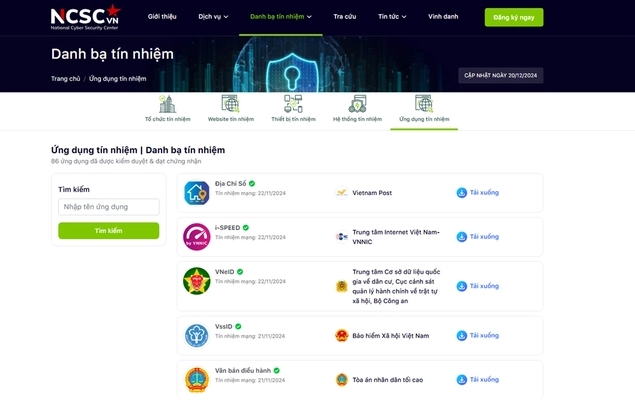 NCSC.VN
National Cyber Security Center
Giới thiệu
Dịch vụ
Danh bạ tín nhiệm
Tra cứu
Tin tức
Vinh danh
Đăng ký ngay
Danh bạ tín nhiệm
Trang chủ / Ứng dụng tín nhiệm
CẬP NHẬT NGÀY 20/12/2024
Tổ chức tín nhiệm
Website tín nhiệm
Thiết bị tín nhiệm
Hệ thống tín nhiệm
Ứng dụng tín nhiệm
Ứng dụng tín nhiệm | Danh bạ tín nhiệm
86 ứng dụng đã được kiểm duyệt & đạt chứng nhận
Tìm kiếm
Nhập tên ứng dụng
Tìm kiếm
Địa Chỉ Số
Tín nhiệm mạng: 22/11/2024
Vietnam Post
Tải xuống
by VNNIC
i-SPEED
Tín nhiệm mạng: 22/11/2024
Trung tâm Internet Việt Nam-
VNNIC
Tải xuống
VNeID
Tín nhiệm mạng: 22/11/2024
Trung tâm Cơ sở dữ liệu quốc
gia về dân cư, Cục cảnh sát
quản lý hành chính về trật tự
xã hội, Bộ Công an
Tải xuống
VssID
Tín nhiệm mạng: 21/11/2024
Bảo hiểm Xã hội Việt Nam
Tải xuống
Văn bản điều hành
Tín nhiệm mạng: 21/11/2024
Tòa án nhân dân tối cao
Tải xuống